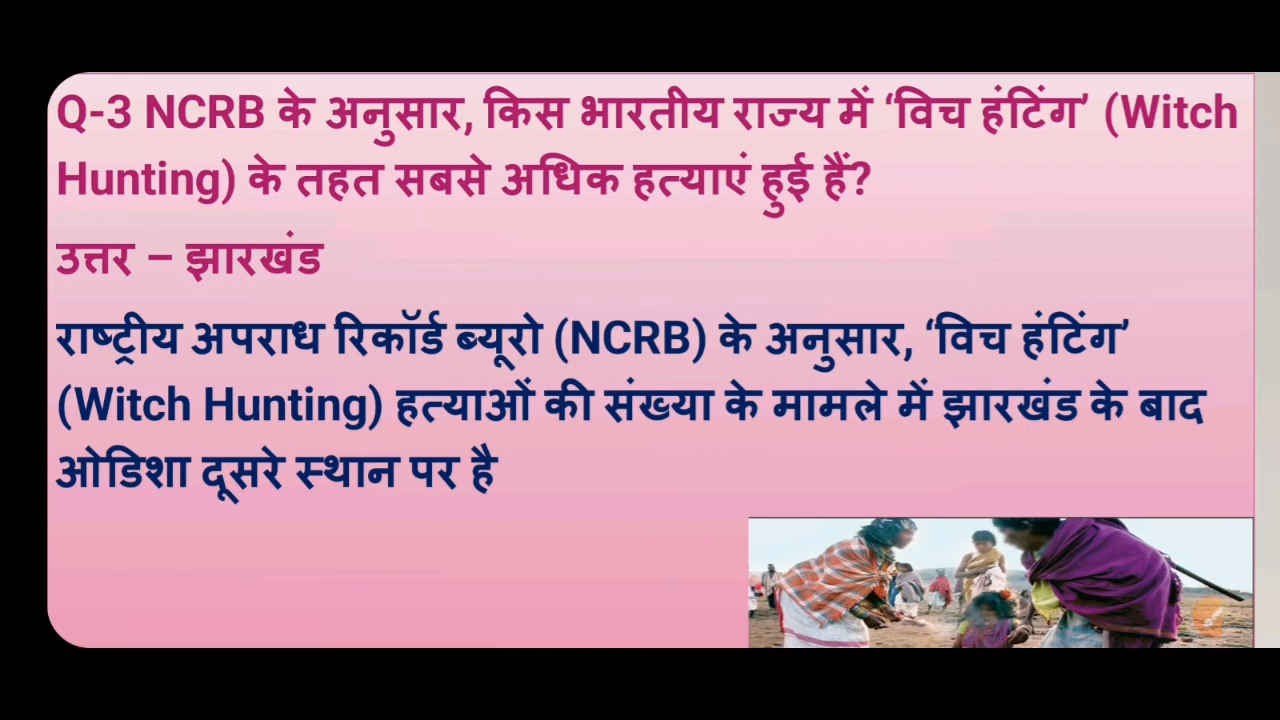 Q-3 NCRB के अनुसार, किस भारतीय राज्य में ‘विच हंटिंग’ (Witch
Hunting) के तहत सबसे अधिक हत्याएं हुई हैं?
उत्तर – झारखंड
राष्ट्रीय अपराध रिकॉर्ड ब्यूरो (NCRB) के अनुसार, ‘विच हंटिंग’
(Witch Hunting) हत्याओं की संख्या के मामले में झारखंड के बाद
ओडिशा दूसरे स्थान पर है